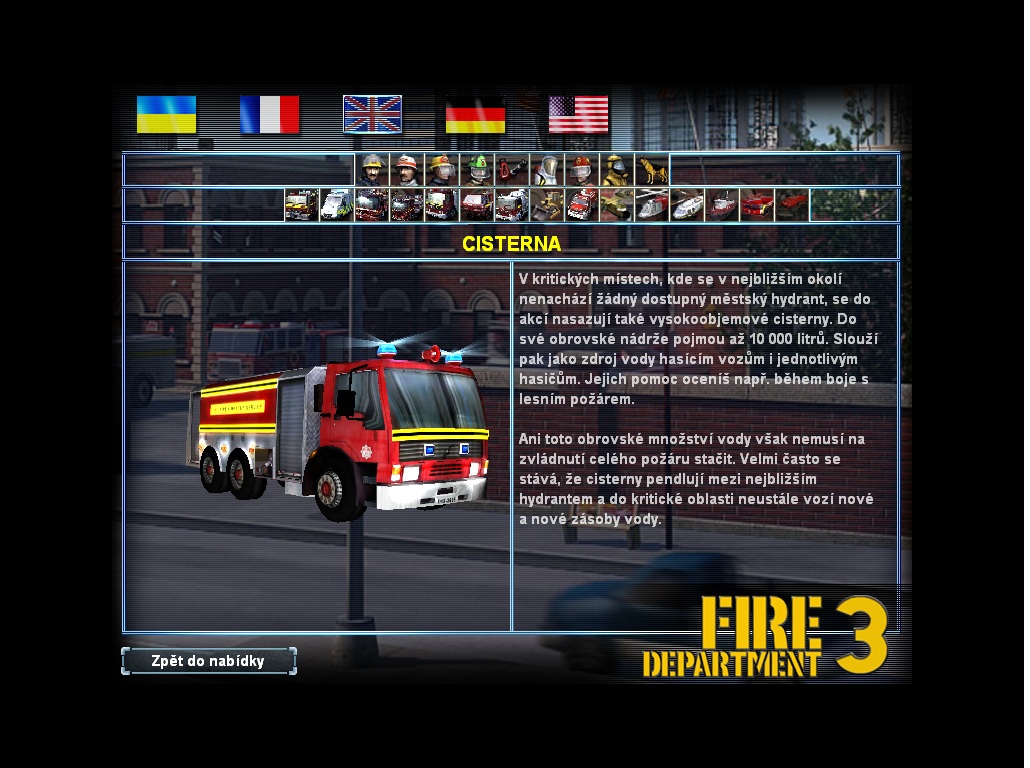 CISTERNA
V kritických místech, kde se v nejbližším okolí
nenachází žádný dostupný městský hydrant, se do
akcí nasazují také vysokoobjemové cisterny. Do
své obrovské nádrže pojmou až 10 000 litrů. Slouží
pak jako zdroj vody hasícím vozům i jednotlivým
hasičům. Jejich pomoc oceníš např. během boje s
lesním požárem.
Ani toto obrovské množství vody však nemusí na
zvládnutí celého požáru stačit. Velmi často se
stává, že cisterny pendlují mezi nejbližším
hydrantem a do kritické oblasti neustále vozí nové
a nové zásoby vody.
FIRE
DEPARTMENT 3
Zpět do nabídky